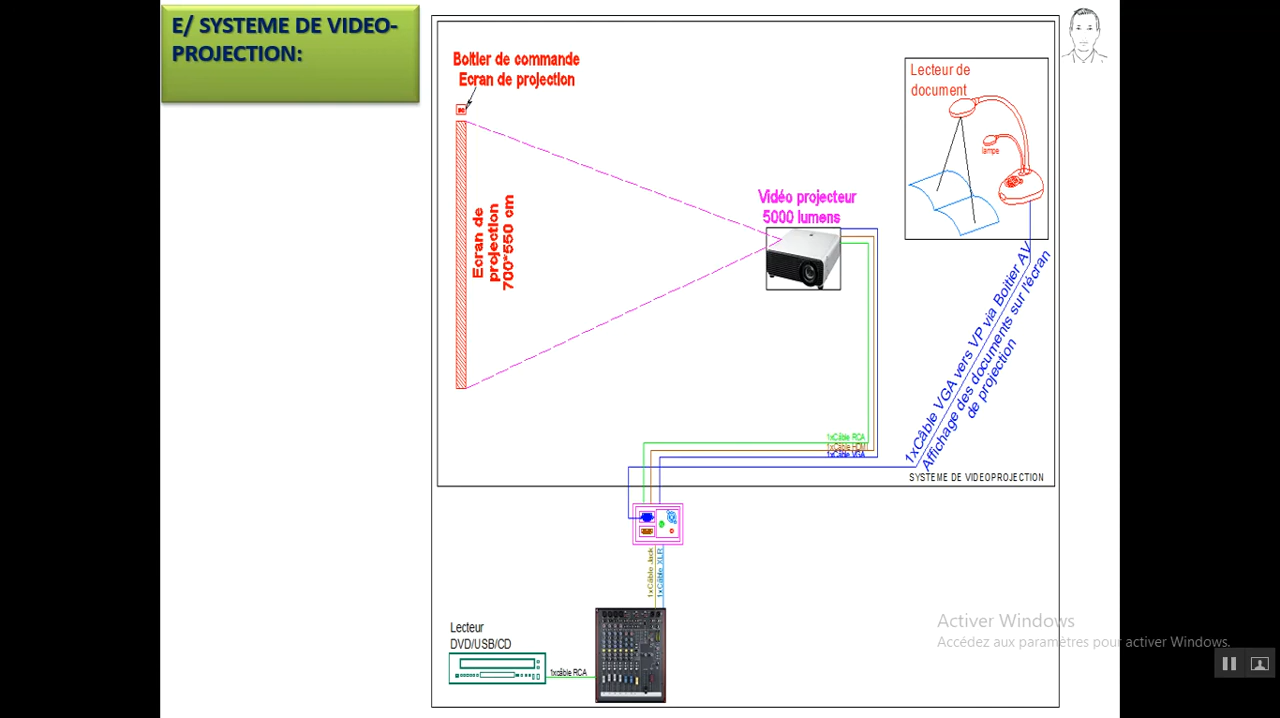 E/ SYSTEME DE VIDEO-
PROJECTION:
Boitier de commande
Ecran de projection
Ecran de
projection
700*550 cm
Vidéo projecteur
5000 lumens
Lecteur de
document
lampe
1xCâble VGA vers VP via Boitier AV
Affichage des documents sur l'écran
de projection
1xCâble RCA
1xCâble HDMI
1xCâble VGA
SYSTEME DE VIDEOPROJECTION
1xCâble Jack
1xCâble XLR
Lecteur
DVD/USB/CD
1xcâble RCA
Activer Windows
Accédez aux paramètres pour activer Windows.